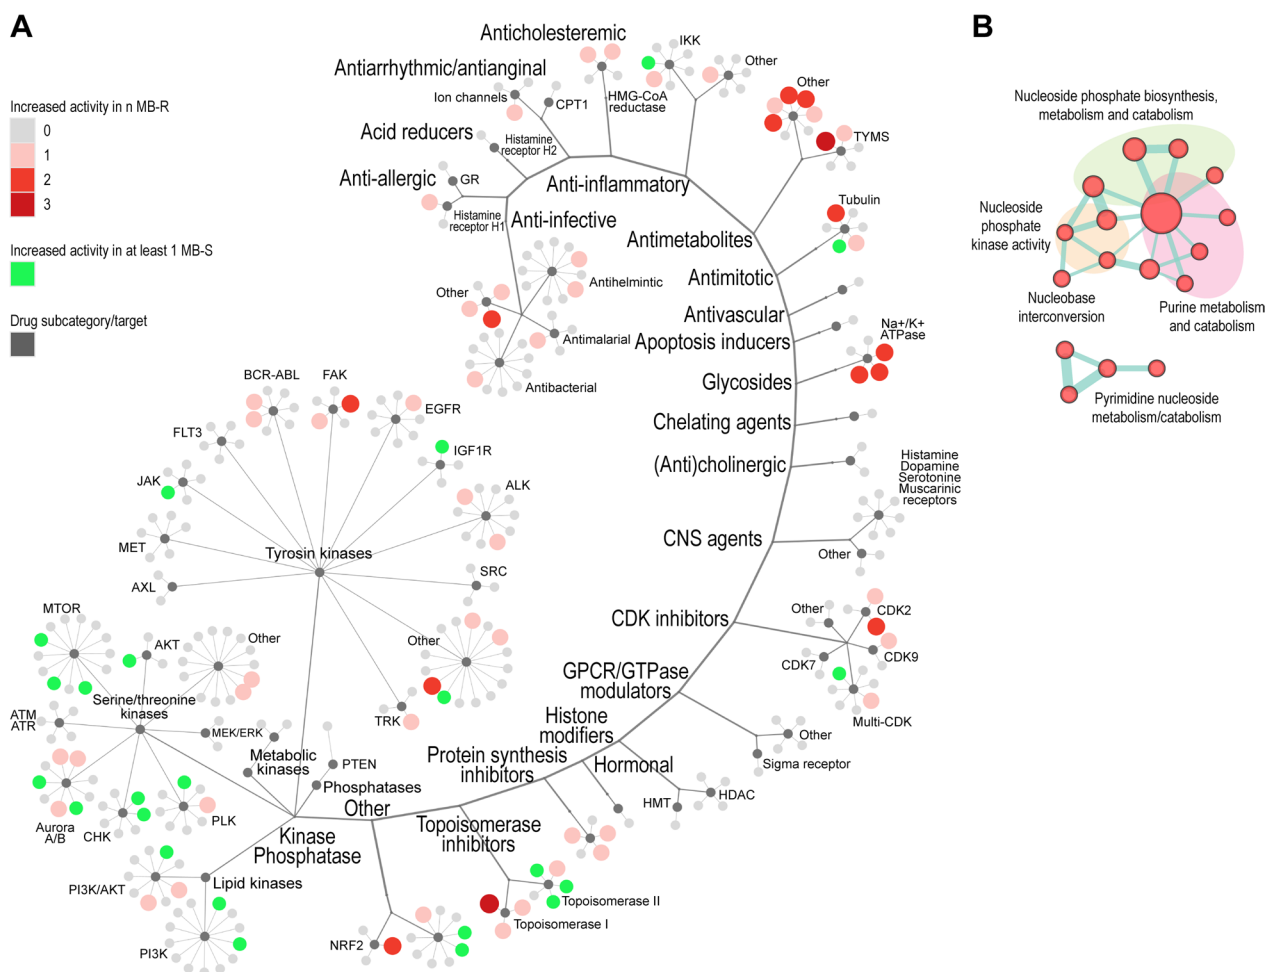 A
B
Increased activity in n MB-R
0
1
2
3
Increased activity in at least 1 MB-S
Drug subcategory/target
Anticholesteremic
IKK
Other
HMG-CoA
reductase
Antiarrhythmic/antianginal
Ion channels
CPT1
Acid reducers
Histamine
receptor H2
Anti-allergic
GR
Histamine
receptor H1
Anti-inflammatory
Anti-infective
Antihelmintic
Other
Antimalarial
Antibacterial
Other
TYMS
Antimetabolites
Tubulin
Antimitotic
Antivascular
Apoptosis inducers
Na+/K+
ATPase
Glycosides
Chelating agents
(Anti)cholinergic
Histamine
Dopamine
Serotonine
Muscarinic
receptors
CNS agents
Other
CDK inhibitors
Other
CDK2
CDK9
CDK7
Multi-CDK
GPCR/GTPase
modulators
Other
Sigma receptor
Histone
modifiers
HMT
HDAC
Hormonal
Protein synthesis
inhibitors
Topoisomerase
inhibitors
Topoisomerase II
Topoisomerase I
Other
NRF2
Kinase
Phosphatase
Phosphatases
PTEN
Metabolic
kinases
Lipid kinases
PI3K/AKT
PI3K
Serine/threonine
kinases
MTOR
AKT
Other
ATM
ATR
MEK/ERK
Aurora
A/B
CHK
PLK
Tyrosin kinases
BCR-ABL
FAK
EGFR
FLT3
IGF1R
JAK
ALK
MET
AXL
SRC
Other
TRK
Nucleoside phosphate biosynthesis,
metabolism and catabolism
Nucleoside
phosphate
kinase activity
Nucleobase
interconversion
Purine metabolism
and catabolism
Pyrimidine nucleoside
metabolism/catabolism